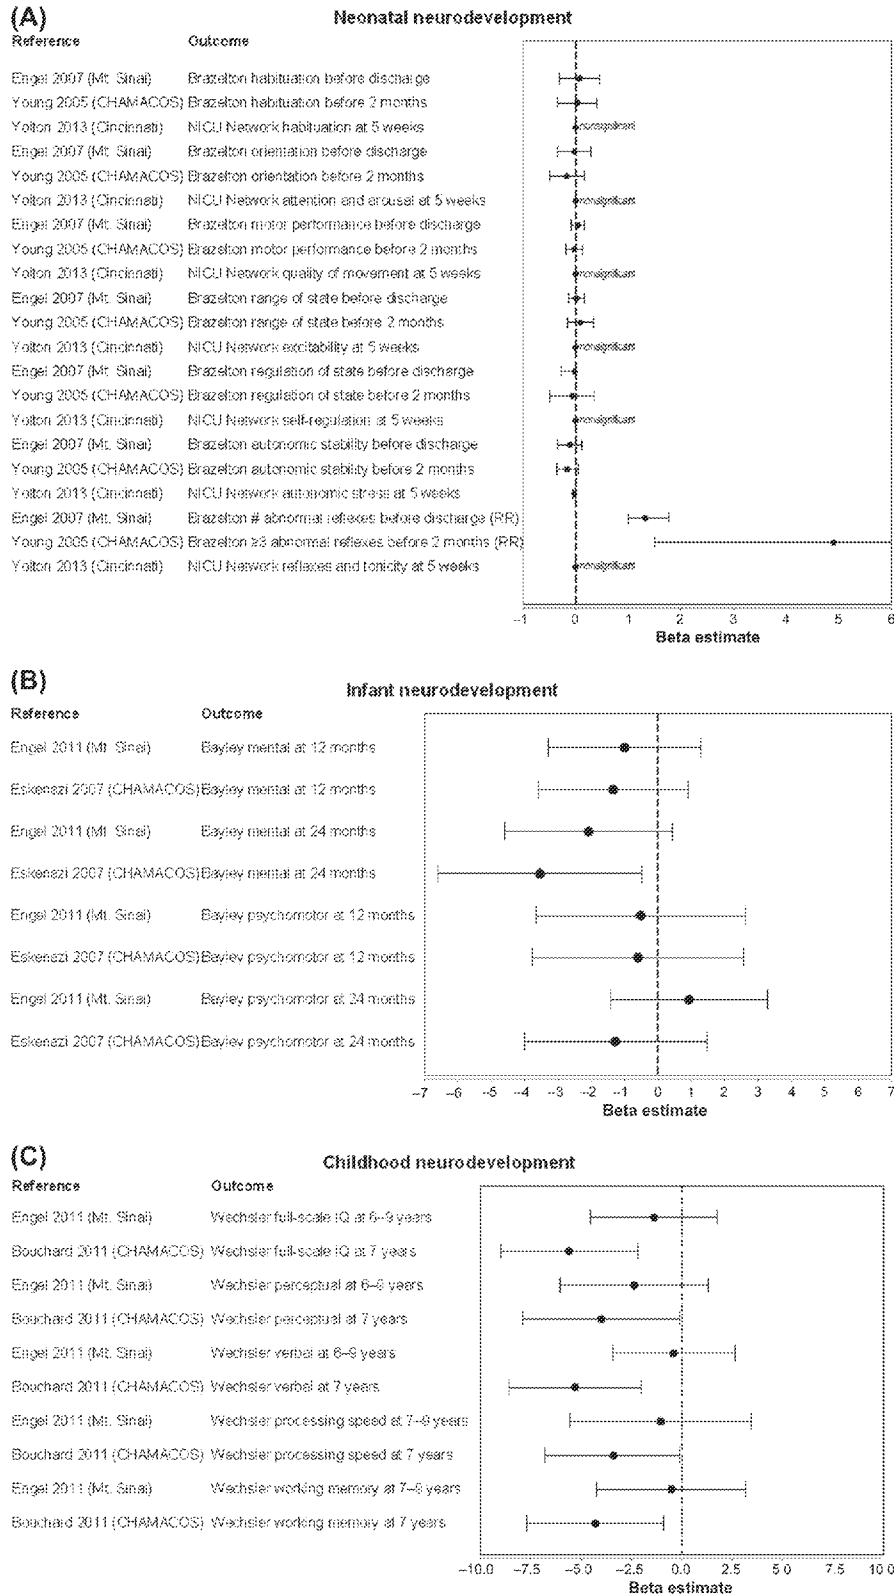 (A)
Neonatal neurodevelopment
Reference Outcome
Engel 2007 (Mt. Sinai) Brazelton habituation before discharge
Young 2005 (CHAMACOS) Brazelton habituation before 2 months
Yolton 2013 (Cincinnati) NICU Network habituation at 5 weeks nonsignificant
Engel 2007 (Mt. Sinai) Brazelton orientation before discharge
Young 2005 (CHAMACOS) Brazelton orientation before 2 months
Yolton 2013 (Cincinnati) NICU Network attention and arousal at 5 weeks nonsignificant
Engel 2007 (Mt. Sinai) Brazelton motor performance before discharge
Young 2005 (CHAMACOS) Brazelton motor performance before 2 months
Yolton 2013 (Cincinnati) NICU Network quality of movement at 5 weeks nonsignificant
Engel 2007 (Mt. Sinai) Brazelton range of state before discharge
Young 2005 (CHAMACOS) Brazelton range of state before 2 months
Yolton 2013 (Cincinnati) NICU Network excitability at 5 weeks nonsignificant
Engel 2007 (Mt. Sinai) Brazelton regulation of state before discharge
Young 2005 (CHAMACOS) Brazelton regulation of state before 2 months
Yolton 2013 (Cincinnati) NICU Network self-regulation at 5 weeks nonsignificant
Engel 2007 (Mt. Sinai) Brazelton autonomic stability before discharge
Young 2005 (CHAMACOS) Brazelton autonomic stability before 2 months
Yolton 2013 (Cincinnati) NICU Network autonomic stress at 5 weeks
Engel 2007 (Mt. Sinai) Brazelton # abnormal reflexes before discharge (RR)
Young 2005 (CHAMACOS) Brazelton ≥3 abnormal reflexes before 2 months (RR)
Yolton 2013 (Cincinnati) NICU Network reflexes and tonicity at 5 weeks nonsignificant
–1 0 1 2 3 4 5 6
Beta estimate
(B)
Infant neurodevelopment
Reference Outcome
Engel 2011 (Mt. Sinai) Bayley mental at 12 months
Eskenazi 2007 (CHAMACOS) Bayley mental at 12 months
Engel 2011 (Mt. Sinai) Bayley mental at 24 months
Eskenazi 2007 (CHAMACOS) Bayley mental at 24 months
Engel 2011 (Mt. Sinai) Bayley psychomotor at 12 months
Eskenazi 2007 (CHAMACOS) Bayley psychomotor at 12 months
Engel 2011 (Mt. Sinai) Bayley psychomotor at 24 months
Eskenazi 2007 (CHAMACOS) Bayley psychomotor at 24 months
–7 –6 –5 –4 –3 –2 –1 0 1 2 3 4 5 6 7
Beta estimate
(C)
Childhood neurodevelopment
Reference Outcome
Engel 2011 (Mt. Sinai) Wechsler full-scale IQ at 6–9 years
Bouchard 2011 (CHAMACOS) Wechsler full-scale IQ at 7 years
Engel 2011 (Mt. Sinai) Wechsler perceptual at 6–9 years
Bouchard 2011 (CHAMACOS) Wechsler perceptual at 7 years
Engel 2011 (Mt. Sinai) Wechsler verbal at 6–9 years
Bouchard 2011 (CHAMACOS) Wechsler verbal at 7 years
Engel 2011 (Mt. Sinai) Wechsler processing speed at 7–9 years
Bouchard 2011 (CHAMACOS) Wechsler processing speed at 7 years
Engel 2011 (Mt. Sinai) Wechsler working memory at 7–9 years
Bouchard 2011 (CHAMACOS) Wechsler working memory at 7 years
–10.0 –7.5 –5.0 –2.5 0.0 2.5 5.0 7.5 10.0
Beta estimate